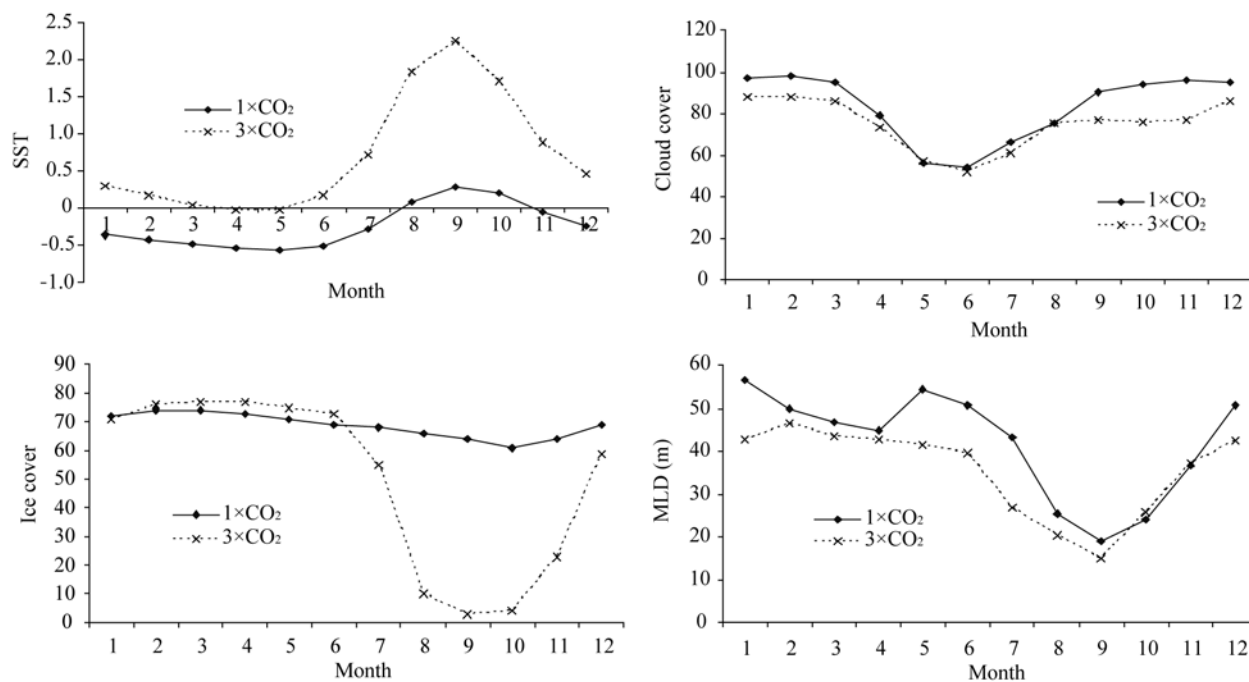 2.5
2.0
1.5
1.0
0.5
0
-0.5
-1.0
SST
1×CO₂
3×CO₂
1 2 3 4 5 6 7 8 9 10 11 12
Month
120
100
80
60
40
20
0
Cloud cover
1×CO₂
3×CO₂
1 2 3 4 5 6 7 8 9 10 11 12
Month
90
80
70
60
50
40
30
20
10
0
Ice cover
1×CO₂
3×CO₂
1 2 3 4 5 6 7 8 9 10 11 12
Month
60
50
40
30
20
10
0
MLD (m)
1×CO₂
3×CO₂
1 2 3 4 5 6 7 8 9 10 11 12
Month